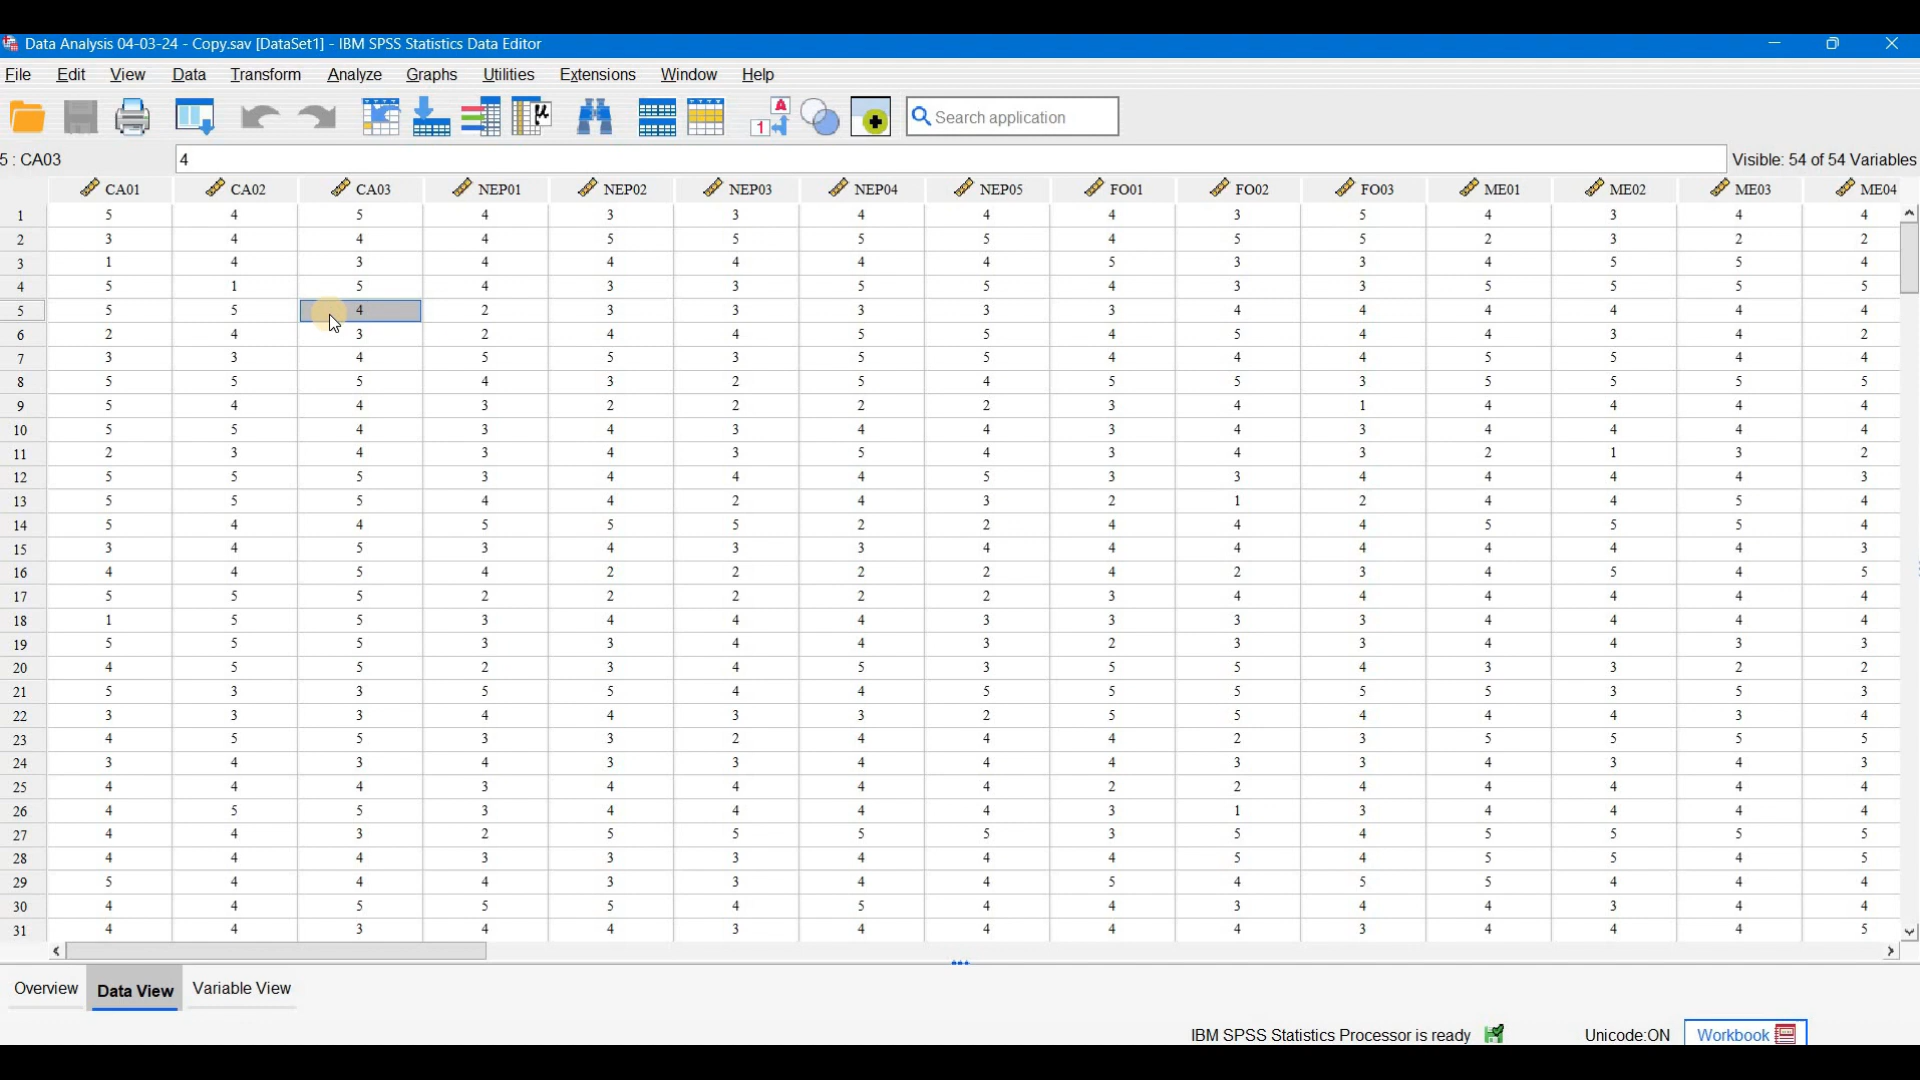 Data Analysis 04-03-24 - Copy.sav [DataSet1] - IBM SPSS Statistics Data Editor
File Edit View Data Transform Analyze Graphs Utilities Extensions Window Help
Search application
5 : CA03 4 Visible: 54 of 54 Variables
CA01 CA02 CA03 NEP01 NEP02 NEP03 NEP04 NEP05 FO01 FO02 FO03 ME01 ME02 ME03 ME04
1 5 4 5 4 3 3 4 4 4 3 5 4 3 4 4
2 3 4 4 4 5 5 5 5 4 5 5 2 3 2 2
3 1 4 3 4 4 4 4 4 5 3 3 4 5 5 4
4 5 1 5 4 3 3 5 5 4 3 3 5 5 5 5
5 5 5 4 2 3 3 3 3 3 4 4 4 4 4 4
6 2 4 3 2 4 4 5 5 4 5 4 4 3 4 2
7 3 3 4 5 5 3 5 5 4 4 4 5 5 4 4
8 5 5 5 4 3 2 5 4 5 5 3 5 5 5 5
9 5 4 4 3 2 2 2 2 3 4 1 4 4 4 4
10 5 5 4 3 4 3 4 4 3 4 3 4 4 4 4
11 2 3 4 3 4 3 5 4 3 4 3 2 1 3 2
12 5 5 5 3 4 4 4 5 3 3 4 4 4 4 3
13 5 5 5 4 4 2 4 3 2 1 2 4 4 5 4
14 5 4 4 5 5 5 2 2 4 4 4 5 5 5 4
15 3 4 5 3 4 3 3 4 4 4 4 4 4 4 3
16 4 4 5 4 2 2 2 2 4 2 3 4 5 4 5
17 5 5 5 2 2 2 2 2 3 4 4 4 4 4 4
18 1 5 5 3 4 4 4 3 3 3 3 4 4 4 4
19 5 5 5 3 3 4 4 3 2 3 3 4 4 3 3
20 4 5 5 2 3 4 5 3 5 5 4 3 3 2 2
21 5 3 3 5 5 4 4 5 5 5 5 5 3 5 3
22 3 3 3 4 4 3 3 2 5 5 4 4 4 3 4
23 4 5 5 3 3 2 4 4 4 2 3 5 5 5 5
24 3 4 3 4 3 3 4 4 4 3 3 4 3 4 3
25 4 4 4 3 4 4 4 4 2 2 4 4 4 4 4
26 4 5 5 3 4 4 4 4 3 1 3 4 4 4 4
27 4 4 3 2 5 5 5 5 3 5 4 5 5 5 5
28 4 4 4 3 3 3 4 4 4 5 4 5 5 4 5
29 5 4 4 4 3 3 4 4 5 4 5 5 4 4 4
30 4 4 5 5 5 4 5 4 4 3 4 4 3 4 4
31 4 4 3 4 4 3 4 4 4 4 3 4 4 4 5
Overview Data View Variable View
IBM SPSS Statistics Processor is ready Unicode:ON Workbook